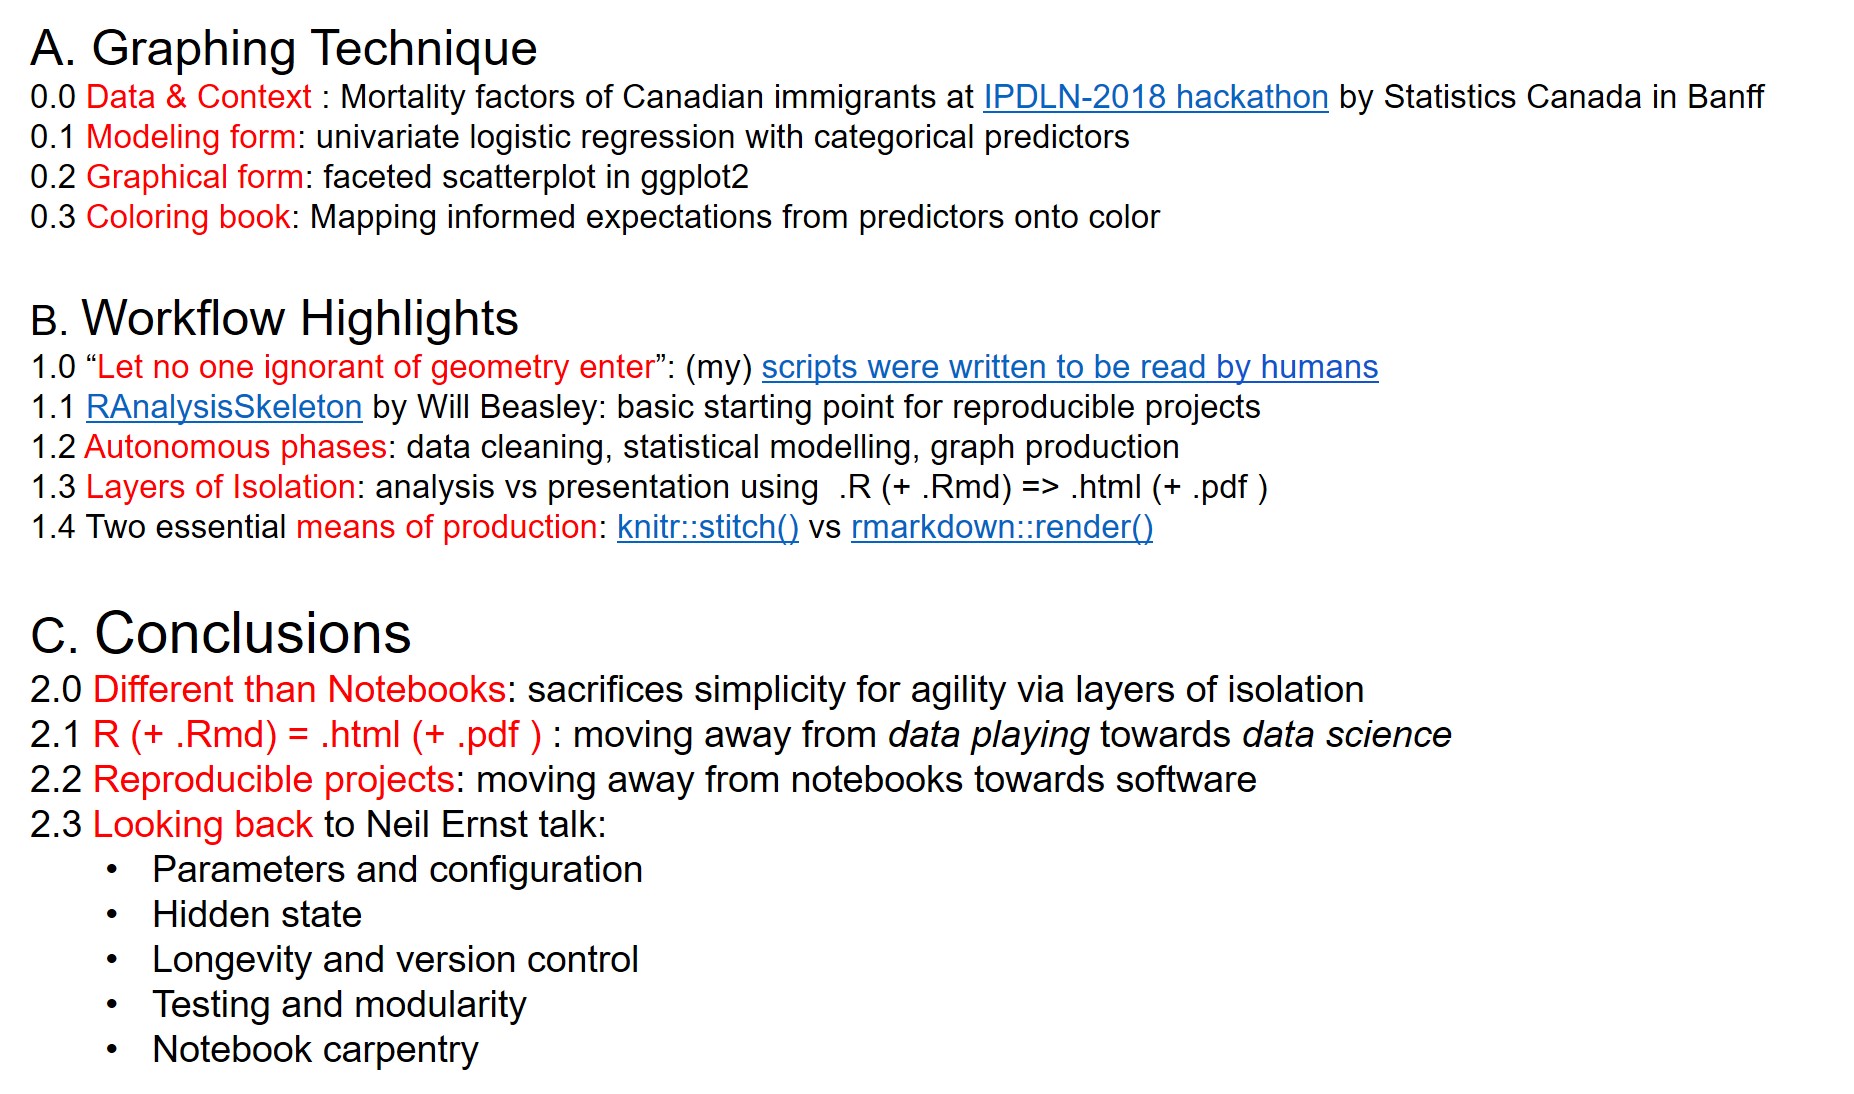 A. Graphing Technique
0.0 Data & Context : Mortality factors of Canadian immigrants at IPDLN-2018 hackathon by Statistics Canada in Banff
0.1 Modeling form: univariate logistic regression with categorical predictors
0.2 Graphical form: faceted scatterplot in ggplot2
0.3 Coloring book: Mapping informed expectations from predictors onto color
B. Workflow Highlights
1.0 “Let no one ignorant of geometry enter”: (my) scripts were written to be read by humans
1.1 RAnalysisSkeleton by Will Beasley: basic starting point for reproducible projects
1.2 Autonomous phases: data cleaning, statistical modelling, graph production
1.3 Layers of Isolation: analysis vs presentation using  .R (+ .Rmd) => .html (+ .pdf )
1.4 Two essential means of production: knitr::stitch() vs rmarkdown::render()
C. Conclusions
2.0 Different than Notebooks: sacrifices simplicity for agility via layers of isolation
2.1 R (+ .Rmd) = .html (+ .pdf ) : moving away from data playing towards data science
2.2 Reproducible projects: moving away from notebooks towards software
2.3 Looking back to Neil Ernst talk:
• Parameters and configuration
• Hidden state
• Longevity and version control
• Testing and modularity
• Notebook carpentry